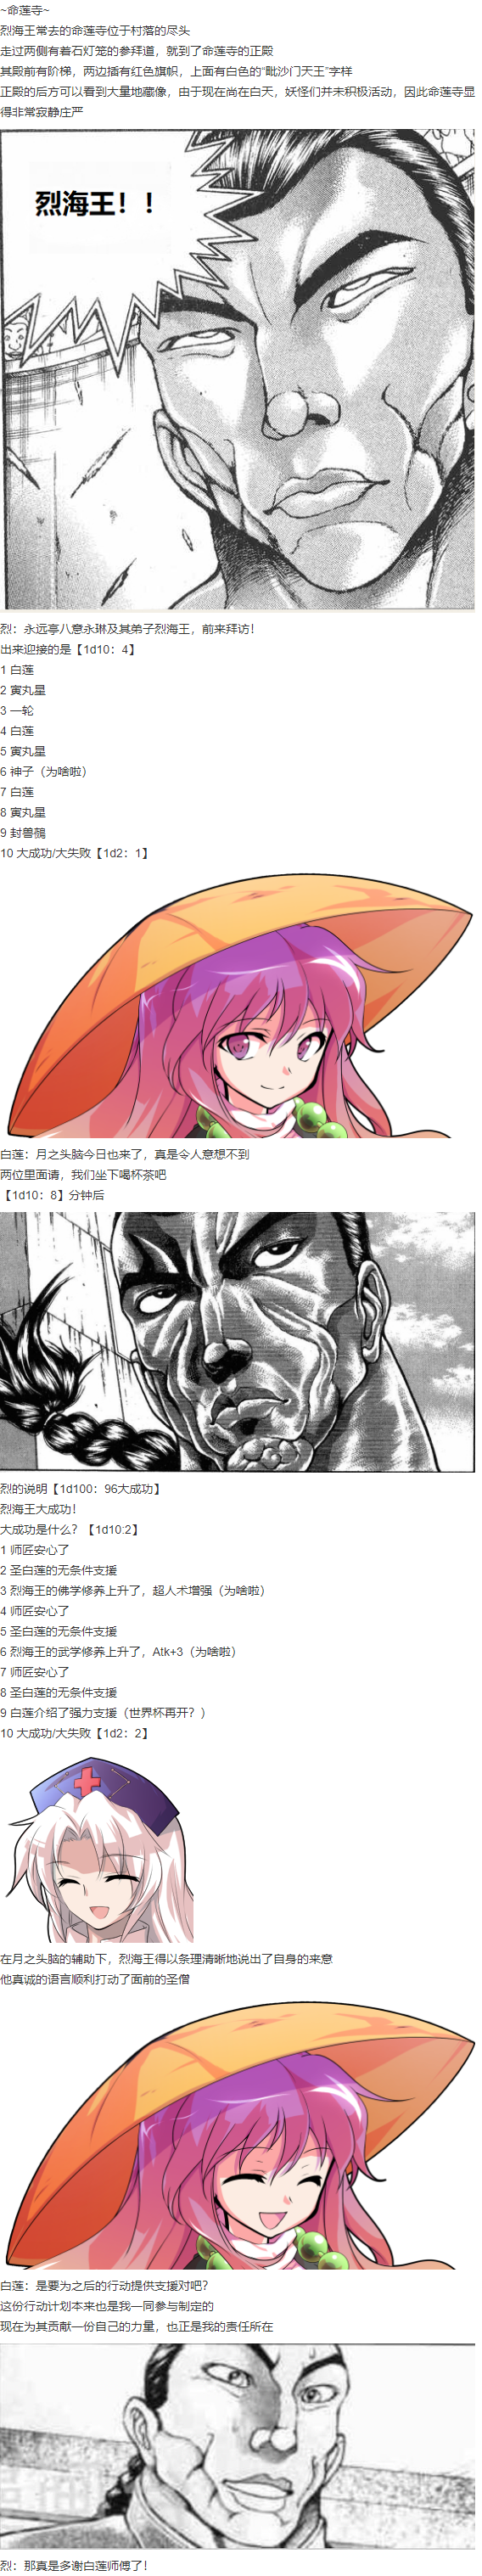 ~命莲寺~
烈海王常去的命莲寺位于村落的尽头
走过两侧有着石灯笼的参拜道，就到了命莲寺的正殿
其殿前有阶梯，两边插有红色旗帜，上面有白色的“毗沙门天王”字样
正殿的后方可以看到大量地藏像，由于现在尚在白天，妖怪们并未积极活动，因此命莲寺显
得非常寂静庄严
烈海王！！
烈：永远亭八意永琳及其弟子烈海王，前来拜访！
出来迎接的是【1d10：4】
1 白莲
2 寅丸星
3 一轮
4 白莲
5 寅丸星
6 神子（为啥啦）
7 白莲
8 寅丸星
9 封兽鵺
10 大成功/大失败【1d2：1】
白莲：月之头脑今日也来了，真是令人意想不到
两位里面请，我们坐下喝杯茶吧
【1d10：8】分钟后
烈的说明【1d100：96大成功】
烈海王大成功！
大成功是什么？【1d10:2】
1 师匠安心了
2 圣白莲的无条件支援
3 烈海王的佛学修养上升了，超人术增强（为啥啦）
4 师匠安心了
5 圣白莲的无条件支援
6 烈海王的武学修养上升了，Atk+3（为啥啦）
7 师匠安心了
8 圣白莲的无条件支援
9 白莲介绍了强力支援（世界杯再开？）
10 大成功/大失败【1d2：2】
在月之头脑的辅助下，烈海王得以条理清晰地说出了自身的来意
他真诚的语言顺利打动了面前的圣僧
白莲：是要为之后的行动提供支援对吧？
这份行动计划本来也是我一同参与制定的
现在为其贡献一份自己的力量，也正是我的责任所在
烈：那真是多谢白莲师傅了！